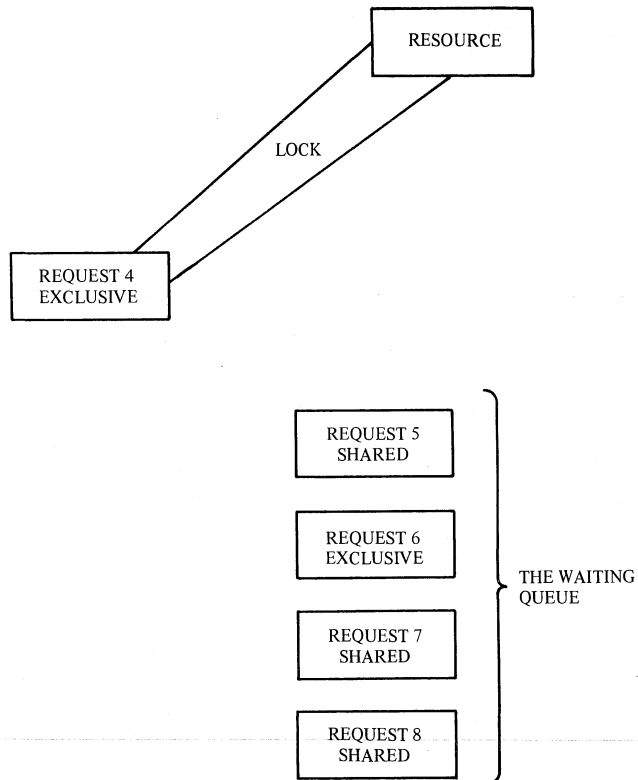 RESOURCE
LOCK
REQUEST 4
EXCLUSIVE
REQUEST 5
SHARED
REQUEST 6
EXCLUSIVE
THE WAITING
QUEUE
REQUEST 7
SHARED
REQUEST 8
SHARED